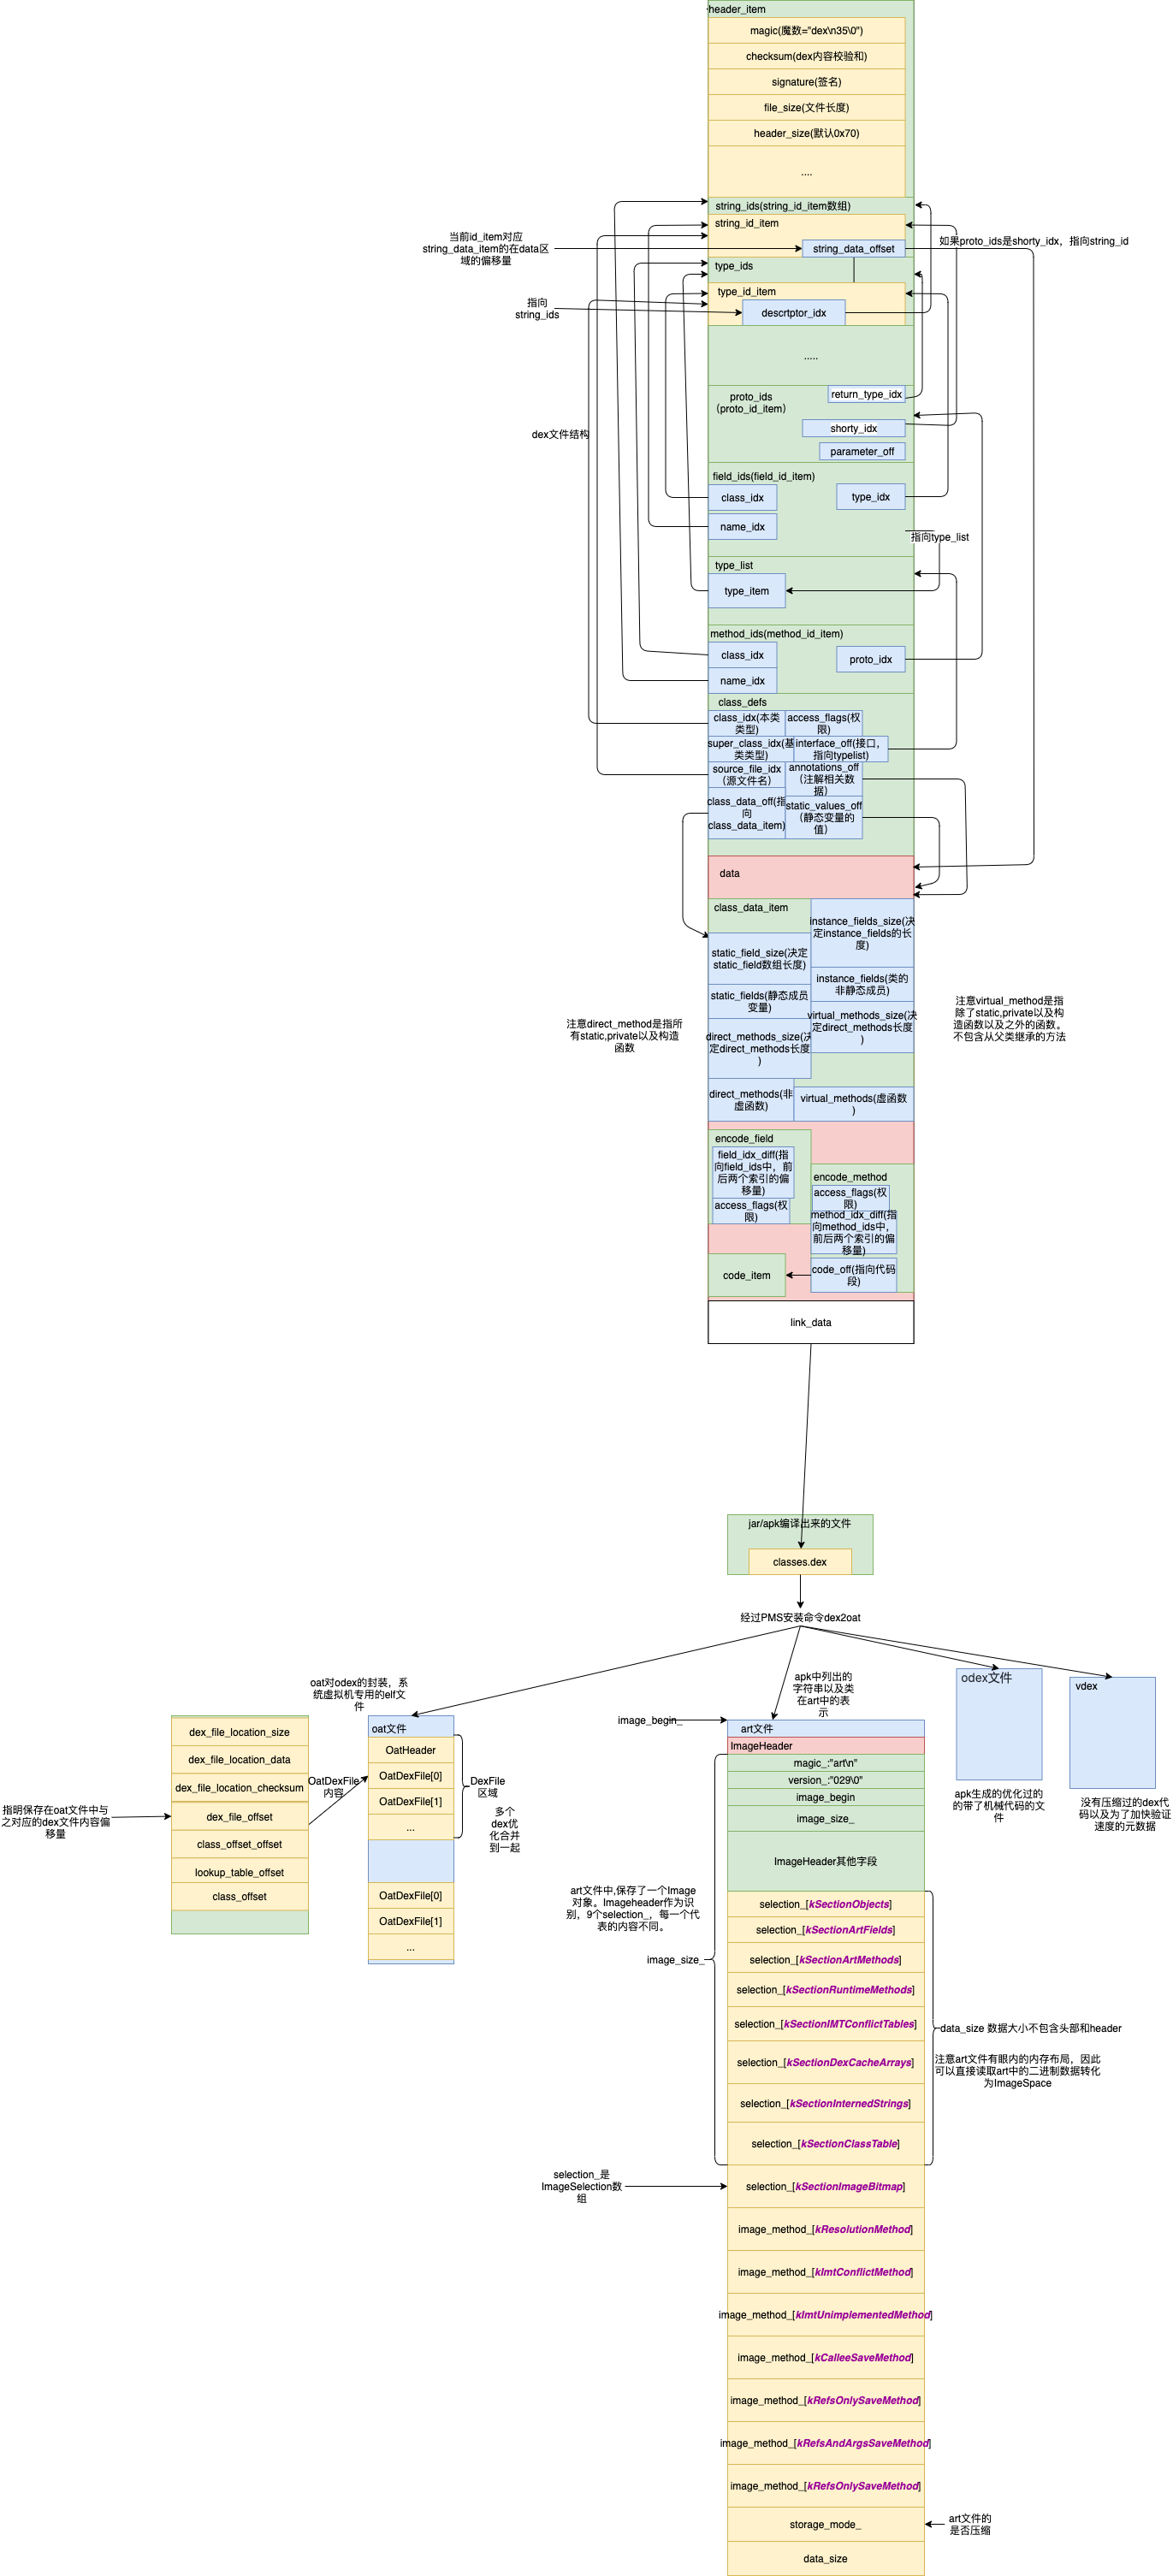 header_item
magic(魔数="dex\n35\0")
checksum(dex内容校验和)
signature(签名)
file_size(文件长度)
header_size(默认0x70)
....
string_ids(string_id_item数组)
string_id_item
当前id_item对应
string_data_item的在data区
域的偏移量
string_data_offset
如果proto_ids是shorty_idx，指向string_id
type_ids
type_id_item
指向
string_ids
descrtptor_idx
.....
proto_ids
(proto_id_item)
return_type_idx
shorty_idx
parameter_off
dex文件结构
field_ids(field_id_item)
class_idx
type_idx
name_idx
指向type_list
type_list
type_item
method_ids(method_id_item)
class_idx
proto_idx
name_idx
class_defs
class_idx(本类
类型)
access_flags(权
限)
super_class_idx(基
类类型)
interface_off(接口，
指向typelist)
source_file_idx
（源文件名）
annotations_off
（注解相关数
据）
class_data_off(指
向
class_data_item)
static_values_off
（静态变量的
值）
data
class_data_item
instance_fields_size(决
定instance_fields的长
度)
static_field_size(决定
static_field数组长度)
instance_fields(类的
非静态成员)
static_fields(静态成员
变量)
virtual_methods_size(决
定direct_methods长度
)
direct_methods_size(决
定direct_methods长度
)
注意direct_method是指所
有static,private以及构造
函数
注意virtual_method是指
除了static,private以及构
造函数以及之外的函数。
不包含从父类继承的方法
direct_methods(非
虚函数)
virtual_methods(虚函数
)
encode_field
field_idx_diff(指
向field_ids中，前
后两个索引的偏
移量)
access_flags(权
限)
encode_method
access_flags(权
限)
method_idx_diff(指
向method_ids中，
前后两个索引的偏
移量)
code_item
code_off(指向代码
段)
link_data
jar/apk编译出来的文件
classes.dex
经过PMS安装命令dex2oat
oat对odex的封装，系
统虚拟机专用的elf文
件
apk中列出的
字符串以及类
在art中的表
示
odex文件
vdex
apk生成的优化过的
的带了机械代码的文
件
没有压缩过的dex代
码以及为了加快验证
速度的元数据
dex_file_location_size
dex_file_location_data
dex_file_location_checksum
dex_file_offset
class_offset_offset
lookup_table_offset
class_offset
指明保存在oat文件中与
之对应的dex文件内容偏
移量
OatDexFile
内容
oat文件
OatHeader
OatDexFile[0]
OatDexFile[1]
...
OatDexFile[0]
OatDexFile[1]
...
DexFile
区域
多个
dex优
化合并
到一起
image_begin_
art文件
ImageHeader
magic_:"art\n"
version_:"029\0"
image_begin
image_size_
ImageHeader其他字段
art文件中,保存了一个Image
对象。Imageheader作为识
别，9个selection_，每一个代
表的内容不同。
image_size_
selection_[kSectionObjects]
selection_[kSectionArtFields]
selection_[kSectionArtMethods]
selection_[kSectionRuntimeMethods]
selection_[kSectionIMTConflictTables]
selection_[kSectionDexCacheArrays]
selection_[kSectionInternedStrings]
selection_[kSectionClassTable]
data_size 数据大小不包含头部和header
注意art文件有眼内的内存布局，因此
可以直接读取art中的二进制数据转化
为ImageSpace
selection_是
ImageSelection数
组
selection_[kSectionImageBitmap]
image_method_[kResolutionMethod]
image_method_[kImtConflictMethod]
image_method_[kImtUnimplementedMethod]
image_method_[kCalleeSaveMethod]
image_method_[kRefsOnlySaveMethod]
image_method_[kRefsAndArgsSaveMethod]
image_method_[kRefsOnlySaveMethod]
storage_mode_
art文件的
是否压缩
data_size